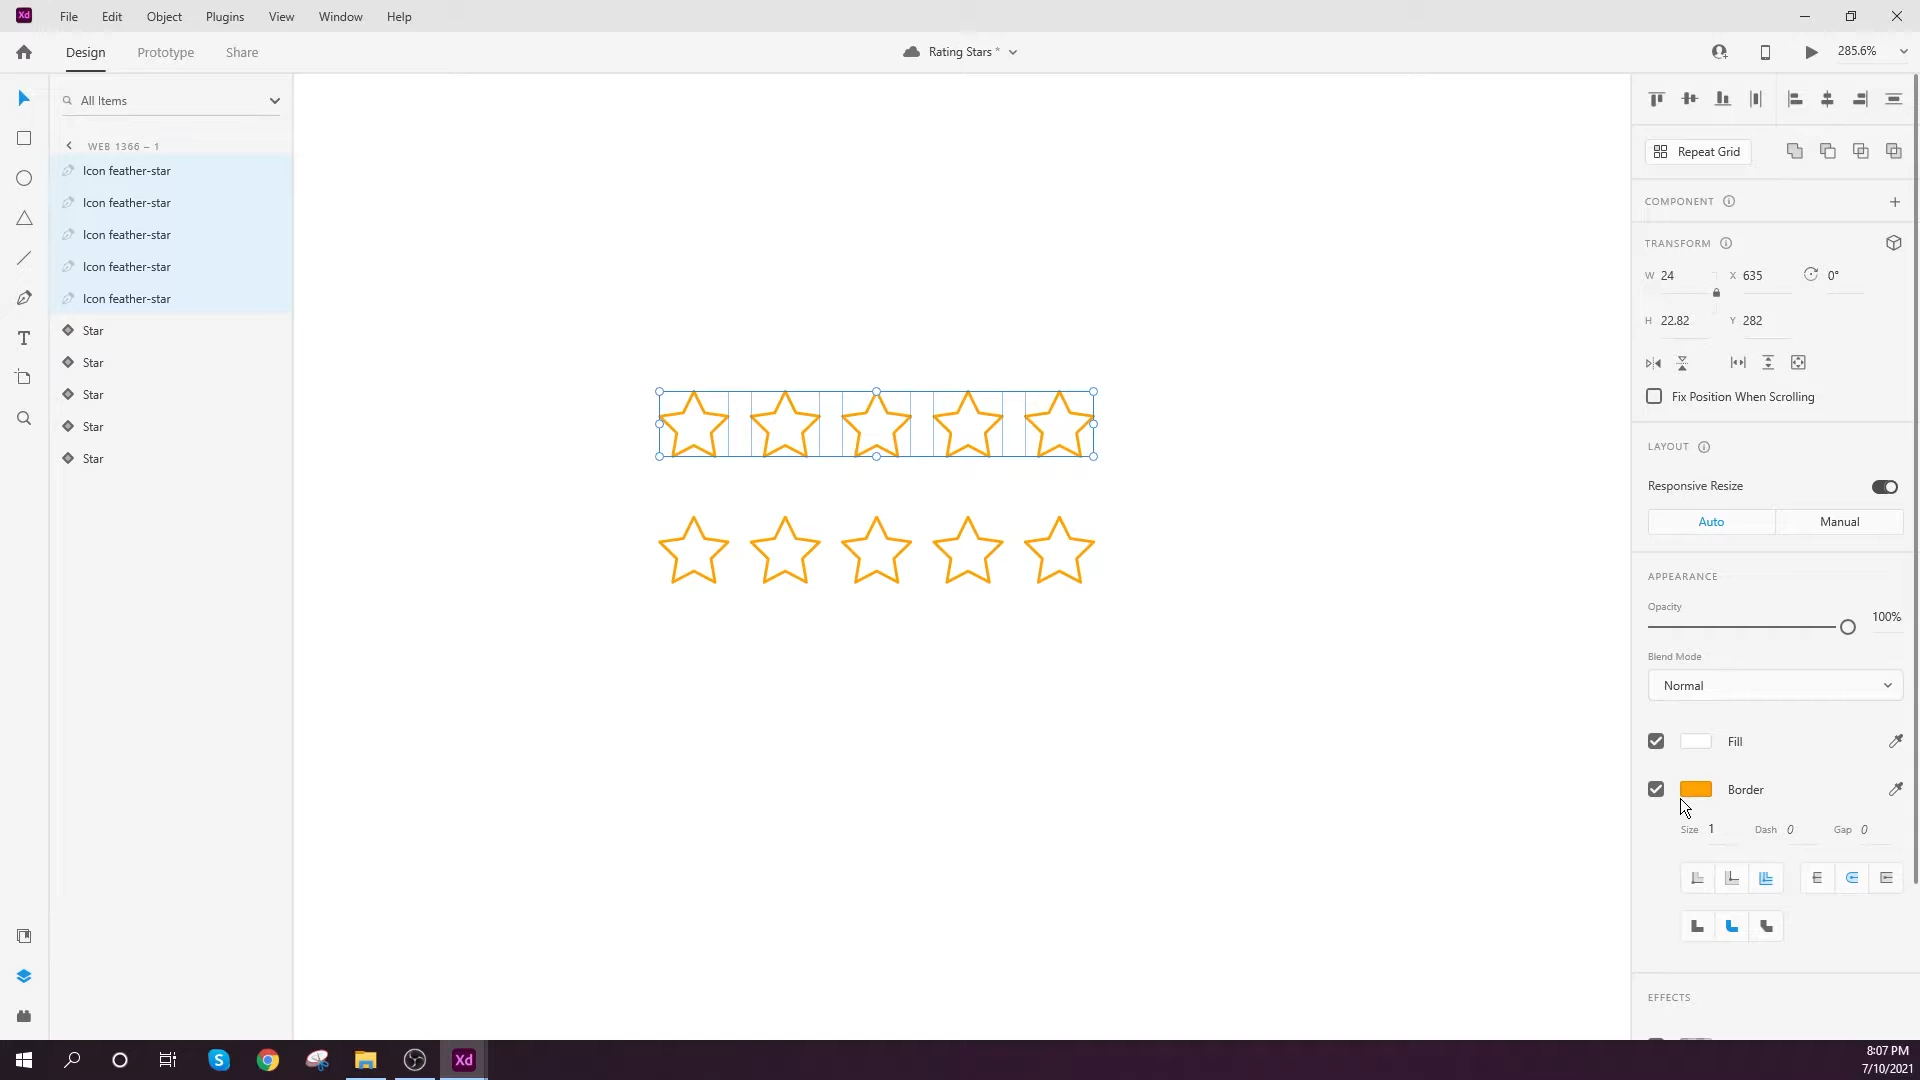 Xd File Edit Object Plugins View Window Help
Design Prototype Share Rating Stars * 285.6%
All Items
WEB 1366 – 1
Icon feather-star
Icon feather-star
Icon feather-star
Icon feather-star
Icon feather-star
Star
Star
Star
Star
Star
T
Repeat Grid
COMPONENT
TRANSFORM
W 24 X 635 0°
H 22.82 Y 282
Fix Position When Scrolling
LAYOUT
Responsive Resize
Auto Manual
APPEARANCE
Opacity
100%
Blend Mode
Normal
Fill
Border
Size 1 Dash 0 Gap 0
EFFECTS
S Xd
8:07 PM
7/10/2021